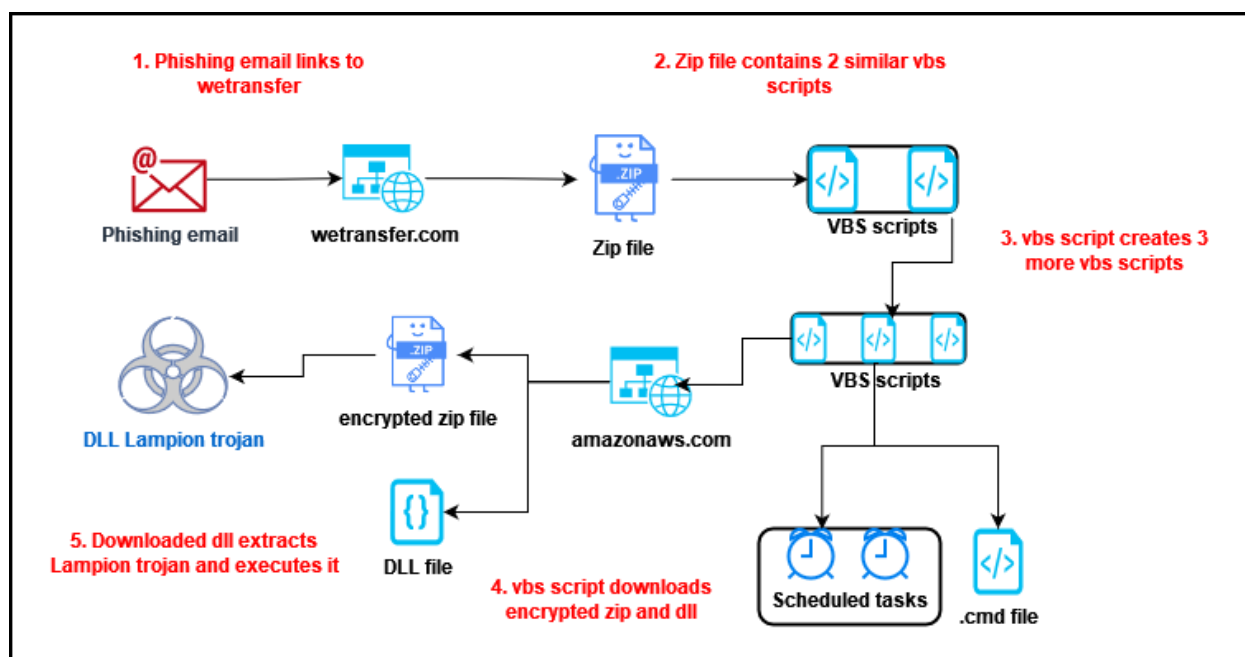 1. Phishing email links to
wetransfer
2. Zip file contains 2 similar vbs
scripts
@
.ZIP
</>
</>
Phishing email
wetransfer.com
Zip file
VBS scripts
3. vbs script creates 3
more vbs scripts
.ZIP
</>
</>
</>
VBS scripts
DLL Lampion trojan
encrypted zip file
amazonaws.com
{}
5. Downloaded dll extracts
Lampion trojan and executes it
DLL file
4. vbs script downloads
encrypted zip and dll
Scheduled tasks
</>
.cmd file